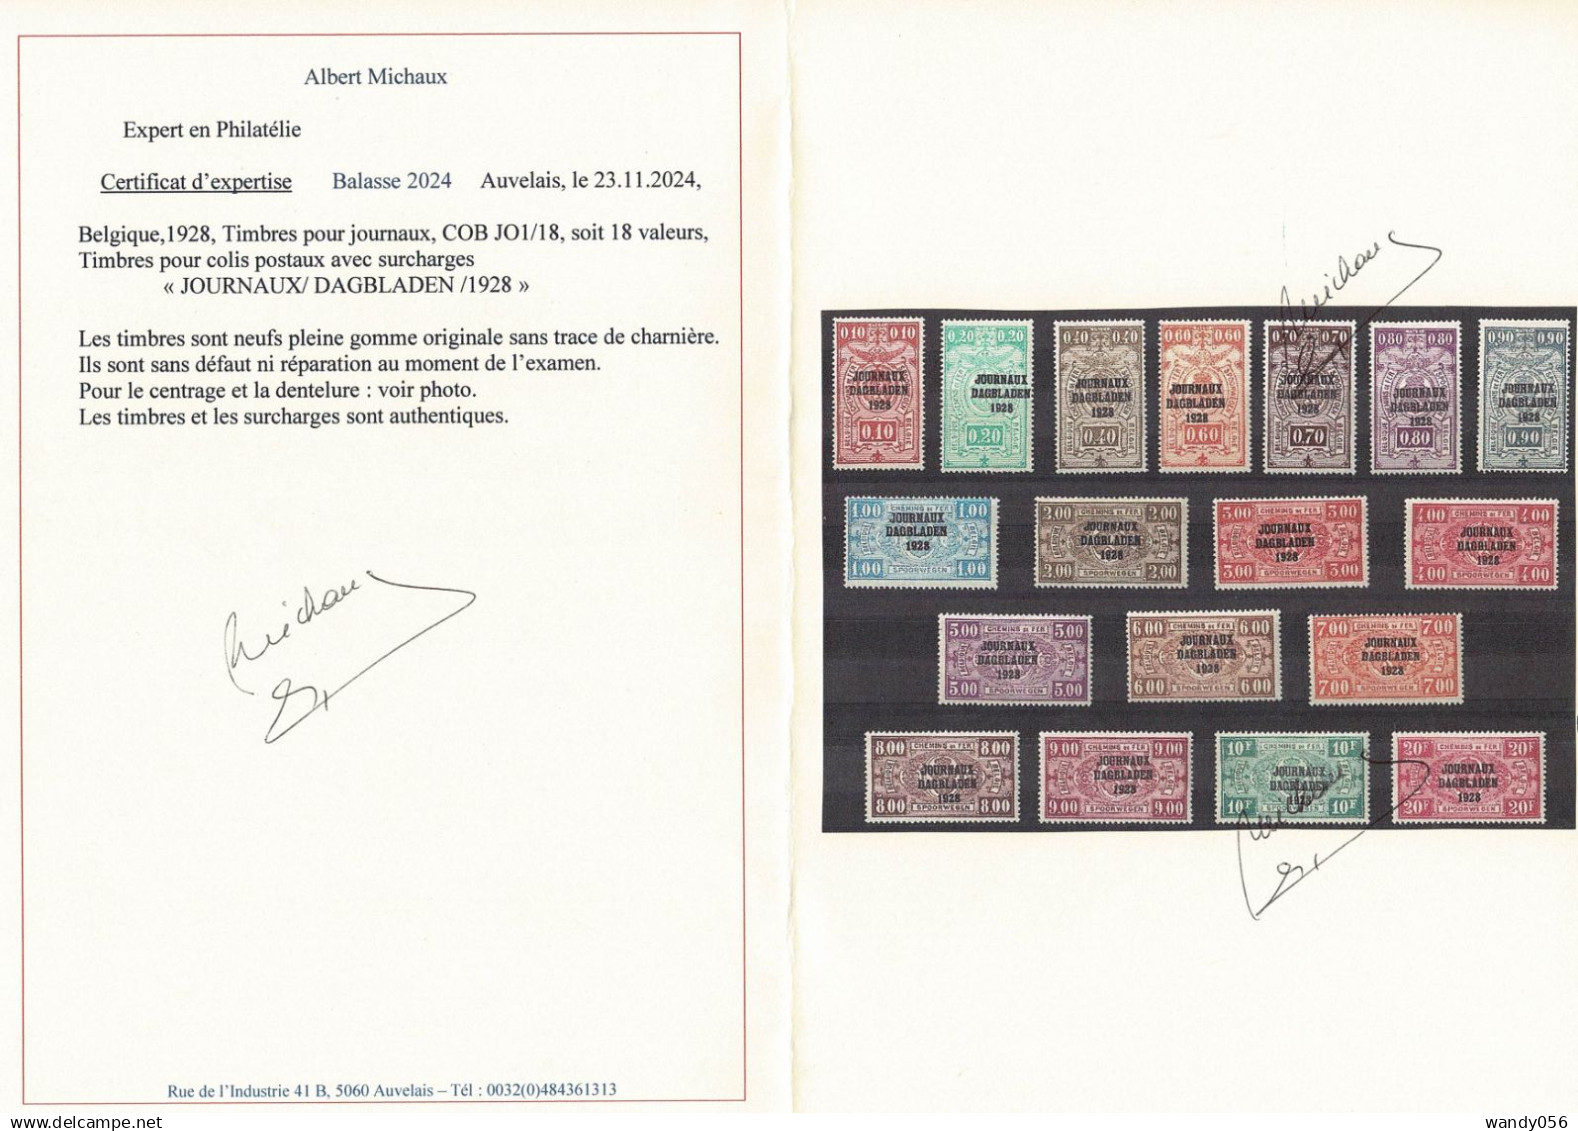 Albert Michaux
Expert en Philatélie
Certificat d'expertise Balasse 2024 Auvelais, le 23.11.2024,
Belgique,1928, Timbres pour journaux, COB JO1/18, soit 18 valeurs,
Timbres pour colis postaux avec surcharges
« JOURNAUX/ DAGBLADEN /1928 »
Les timbres sont neufs pleine gomme originale sans trace de charnière.
Ils sont sans défaut ni réparation au moment de l'examen.
Pour le centrage et la dentelure : voir photo.
Les timbres et les surcharges sont authentiques.
Michaux
Rue de l'Industrie 41 B, 5060 Auvelais – Tél : 0032(0)484361313
Michaux
0.10 0.10
JOURNAUX
DAGBLADEN
1928
0.10
0.20 0.20
JOURNAUX
DAGBLADEN
1928
0.20
0.40 0.40
JOURNAUX
DAGBLADEN
1928
0.40
0.60 0.60
JOURNAUX
DAGBLADEN
1928
0.60
0.70
JOURNAUX
DAGBLADEN
1928
0.70
0.80 0.80
JOURNAUX
DAGBLADEN
1928
0.80
0.90 0.90
JOURNAUX
DAGBLADEN
1928
0.90
1.00 CHEMINS DE FER 1.00
JOURNAUX
DAGBLADEN
1928
1.00 SPOORWEGEN 1.00
2.00 CHEMINS DE FER 2.00
JOURNAUX
DAGBLADEN
1928
2.00 SPOORWEGEN 2.00
3.00 CHEMINS DE FER 3.00
JOURNAUX
DAGBLADEN
1928
3.00 SPOORWEGEN 3.00
4.00 CHEMINS DE FER 4.00
JOURNAUX
DAGBLADEN
1928
4.00 SPOORWEGEN 4.00
5.00 CHEMINS DE FER 5.00
JOURNAUX
DAGBLADEN
1928
5.00 SPOORWEGEN 5.00
6.00 CHEMINS DE FER 6.00
JOURNAUX
DAGBLADEN
1928
6.00 SPOORWEGEN 6.00
7.00 CHEMINS DE FER 7.00
JOURNAUX
DAGBLADEN
1928
7.00 SPOORWEGEN 7.00
8.00 CHEMINS DE FER 8.00
JOURNAUX
DAGBLADEN
1928
8.00 SPOORWEGEN 8.00
9.00 CHEMINS DE FER 9.00
JOURNAUX
DAGBLADEN
1928
9.00 SPOORWEGEN 9.00
10F CHEMINS DE FER 10F
JOURNAUX
DAGBLADEN
1928
10F SPOORWEGEN 10F
20F CHEMINS DE FER 20F
JOURNAUX
DAGBLADEN
1928
20F SPOORWEGEN 20F
Michaux
wandy056